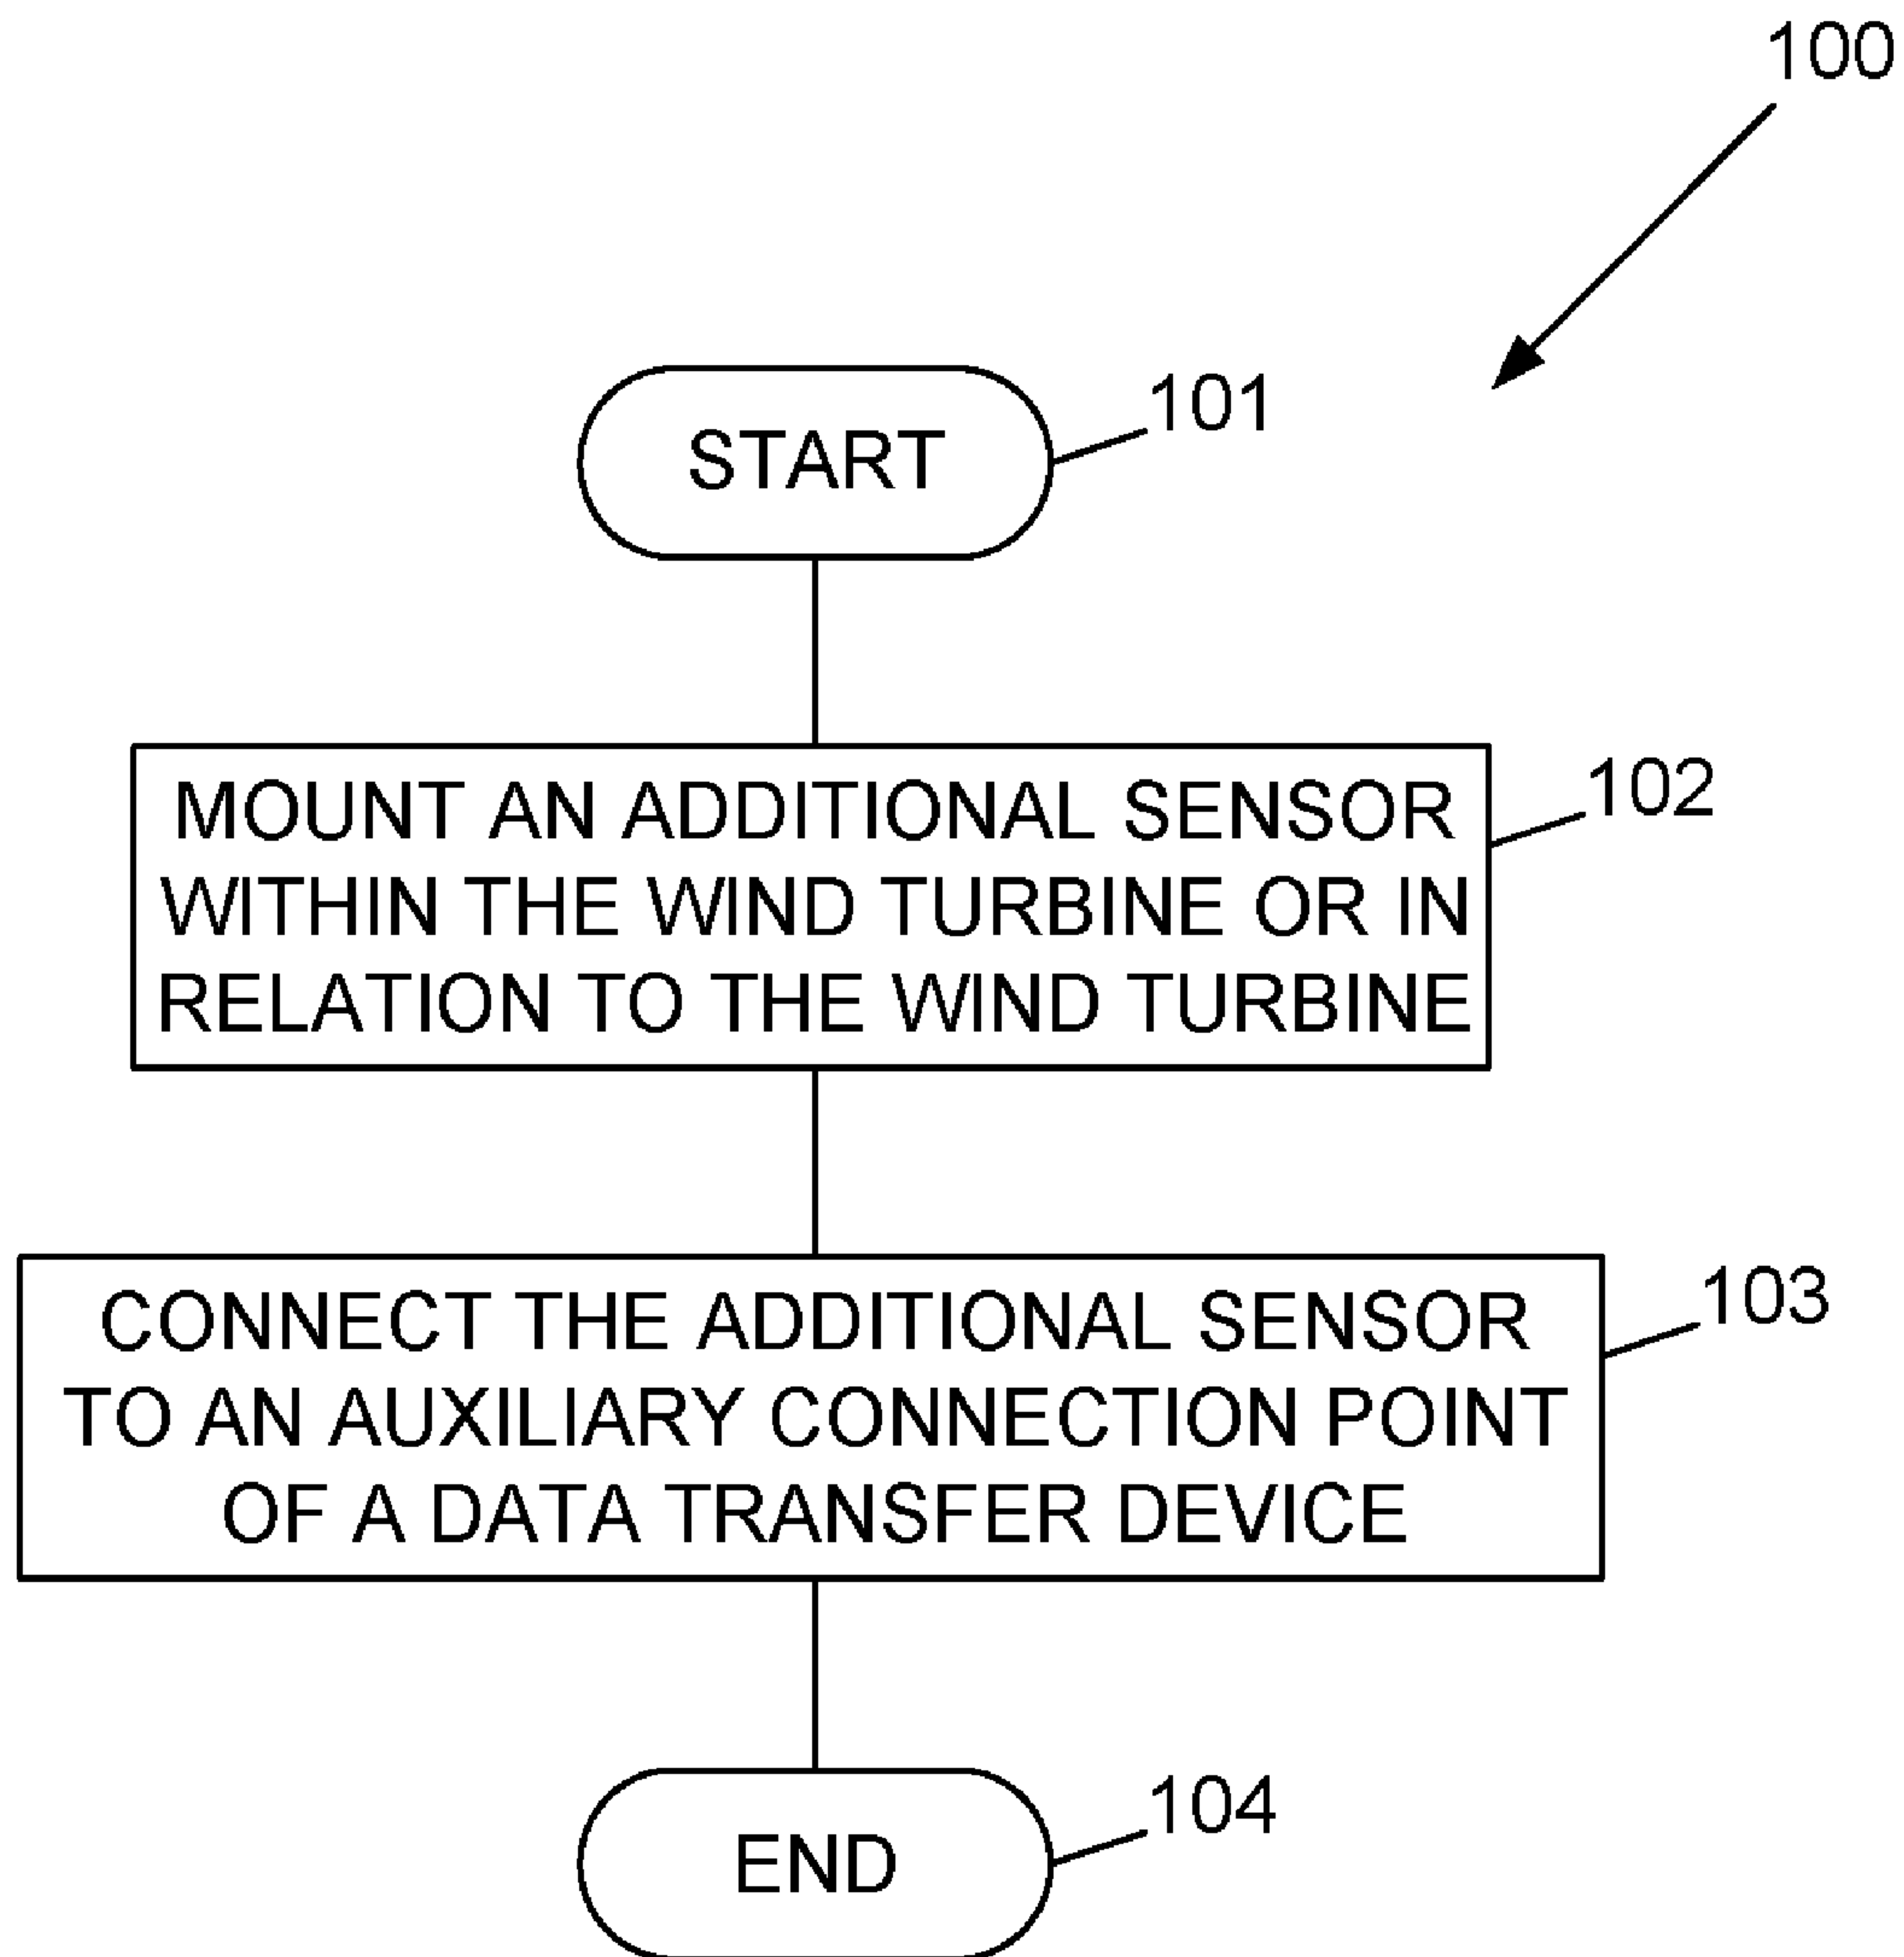 100
START
101
MOUNT AN ADDITIONAL SENSOR
WITHIN THE WIND TURBINE OR IN
RELATION TO THE WIND TURBINE
102
CONNECT THE ADDITIONAL SENSOR
TO AN AUXILIARY CONNECTION POINT
OF A DATA TRANSFER DEVICE
103
END
104